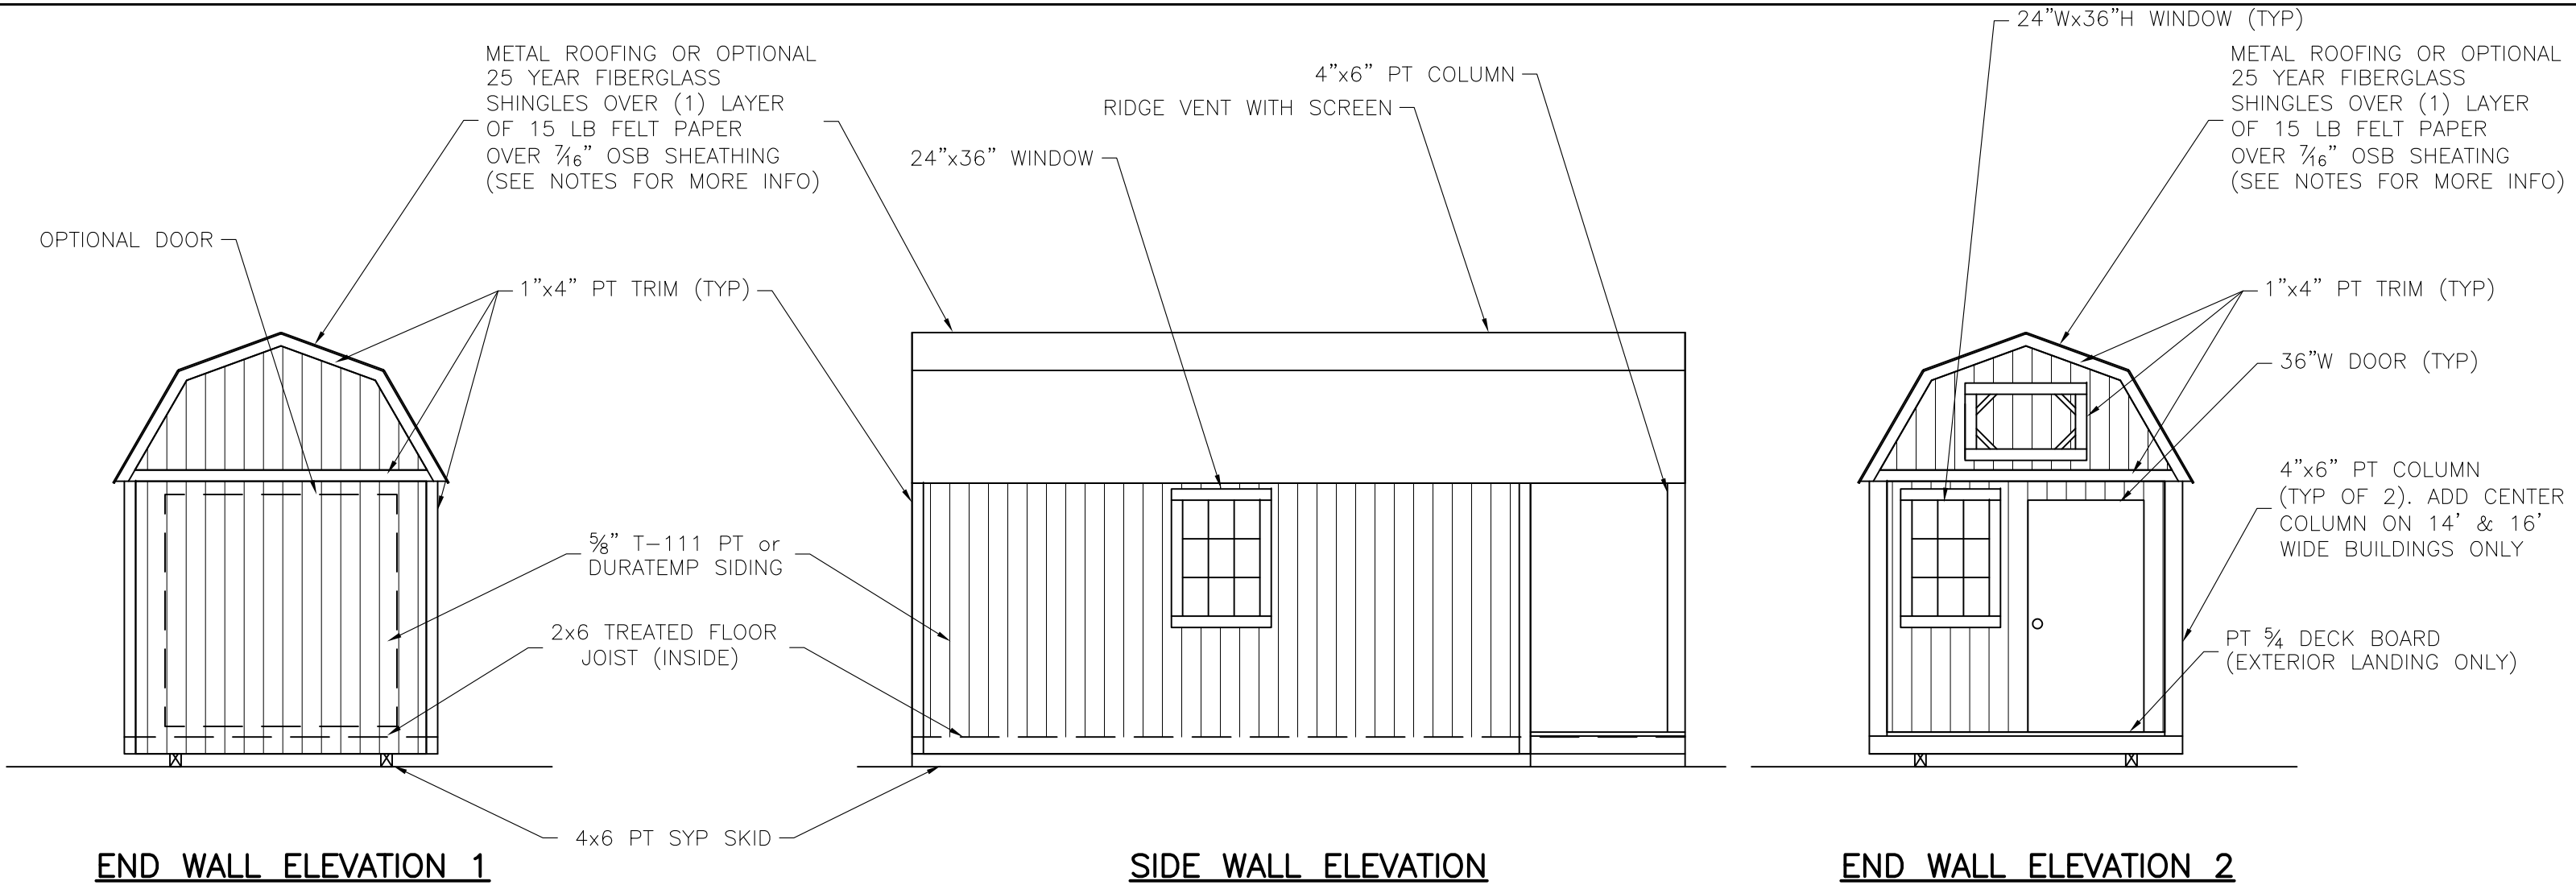 24”Wx36”H WINDOW (TYP)
METAL ROOFING OR OPTIONAL
25 YEAR FIBERGLASS
SHINGLES OVER (1) LAYER
OF 15 LB FELT PAPER
OVER 7⁄16” OSB SHEATHING
(SEE NOTES FOR MORE INFO)
4”x6” PT COLUMN
RIDGE VENT WITH SCREEN
24”x36” WINDOW
METAL ROOFING OR OPTIONAL
25 YEAR FIBERGLASS
SHINGLES OVER (1) LAYER
OF 15 LB FELT PAPER
OVER 7⁄16” OSB SHEATING
(SEE NOTES FOR MORE INFO)
OPTIONAL DOOR
1”x4” PT TRIM (TYP)
1”x4” PT TRIM (TYP)
36”W DOOR (TYP)
4”x6” PT COLUMN
(TYP OF 2). ADD CENTER
COLUMN ON 14’ & 16’
WIDE BUILDINGS ONLY
5⁄8” T–111 PT or
DURATEMP SIDING
2x6 TREATED FLOOR
JOIST (INSIDE)
PT 5⁄4 DECK BOARD
(EXTERIOR LANDING ONLY)
4x6 PT SYP SKID
END WALL ELEVATION 1
SIDE WALL ELEVATION
END WALL ELEVATION 2